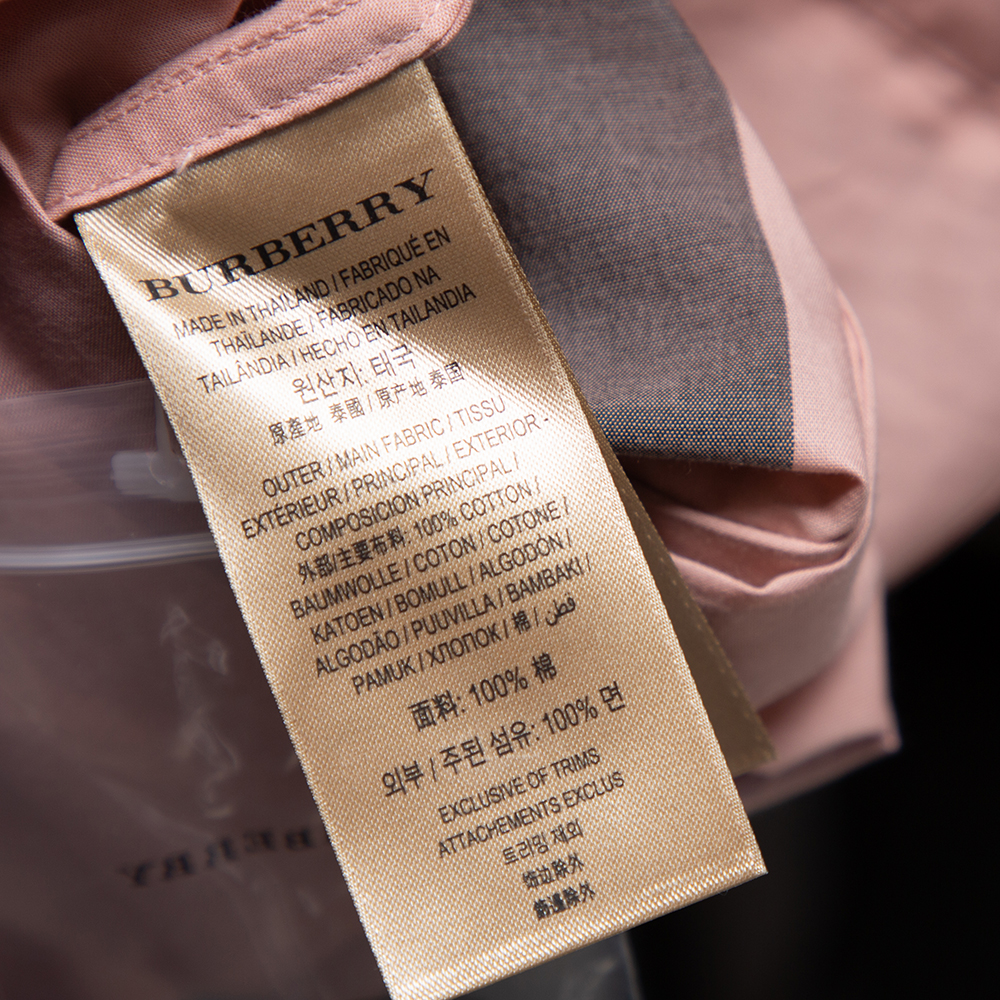 BURBERRY
MADE IN THAILAND / FABRIQUÉ EN
THAÏLANDE / FABRICADO NA
TAILÂNDIA / HECHO EN TAILANDIA
원산지: 태국
原產地 泰國 / 原产地 泰國
OUTER / MAIN FABRIC / TISSU
EXTÉRIEUR / PRINCIPAL / EXTERIOR -
COMPOSICION PRINCIPAL /
外部/主要布料: 100% COTTON /
BAUMWOLLE / COTON / COTONE /
KATOEN / BOMULL / ALGODÓN /
ALGODÃO / PUUVILLA / BAMBAKI /
PAMUK / ХЛОПОК / 棉 / قطن
面料: 100% 棉
외부 / 주된 섬유: 100% 면
EXCLUSIVE OF TRIMS
ATTACHEMENTS EXCLUS
트리밍 제외
饰边除外
飾邊除外